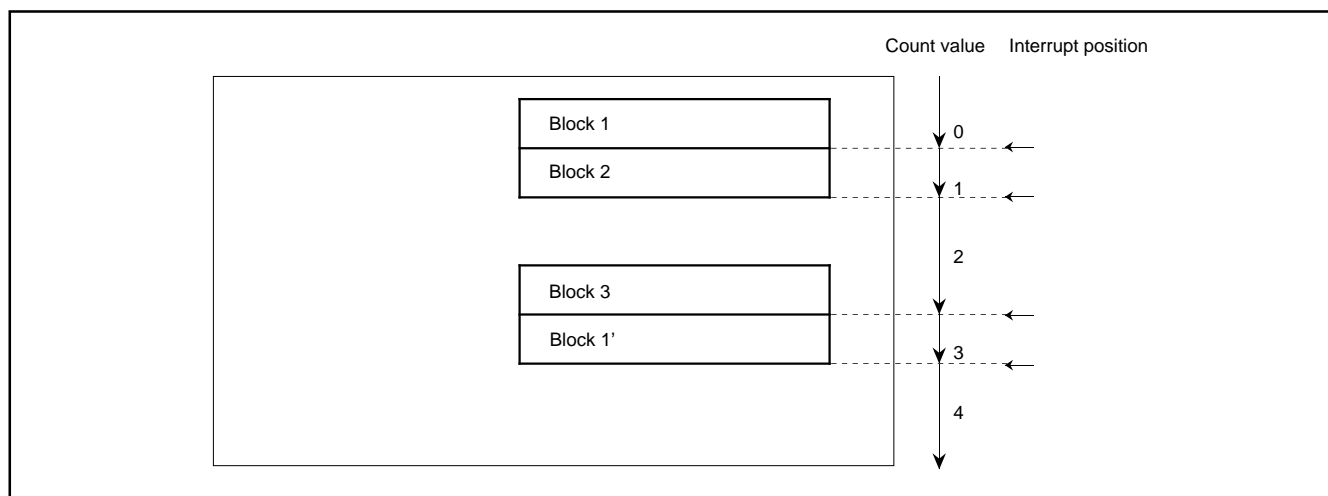 Count value Interrupt position
Block 1
0
Block 2
1
2
Block 3
Block 1’
3
4